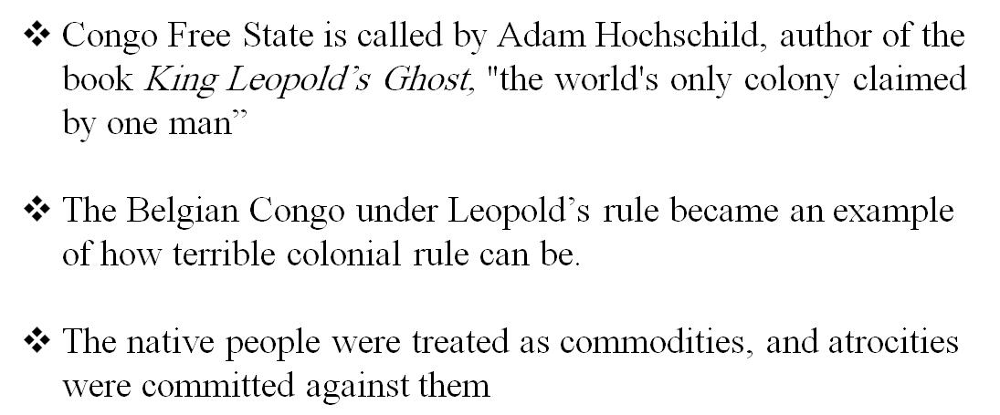 ❖ Congo Free State is called by Adam Hochschild, author of the
book King Leopold’s Ghost, "the world's only colony claimed
by one man”
❖ The Belgian Congo under Leopold’s rule became an example
of how terrible colonial rule can be.
❖ The native people were treated as commodities, and atrocities
were committed against them